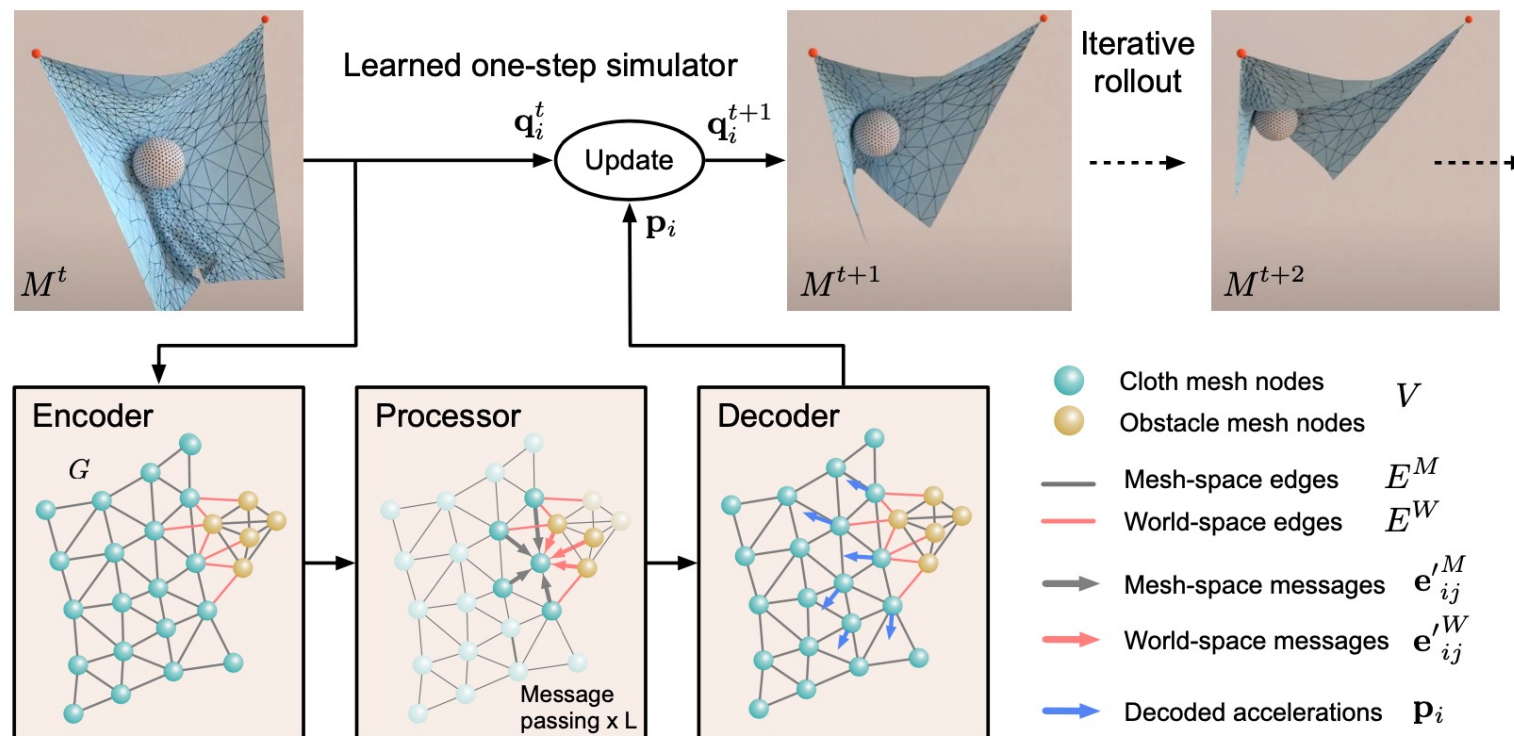 Learned one-step simulator
Iterative
rollout
q_i^t
Update
q_i^{t+1}
p_i
M^t
M^{t+1}
M^{t+2}
Encoder
G
Processor
Message
passing x L
Decoder
Cloth mesh nodes
Obstacle mesh nodes
V
Mesh-space edges E^M
World-space edges E^W
Mesh-space messages e'_{ij}^M
World-space messages e'_{ij}^W
Decoded accelerations p_i